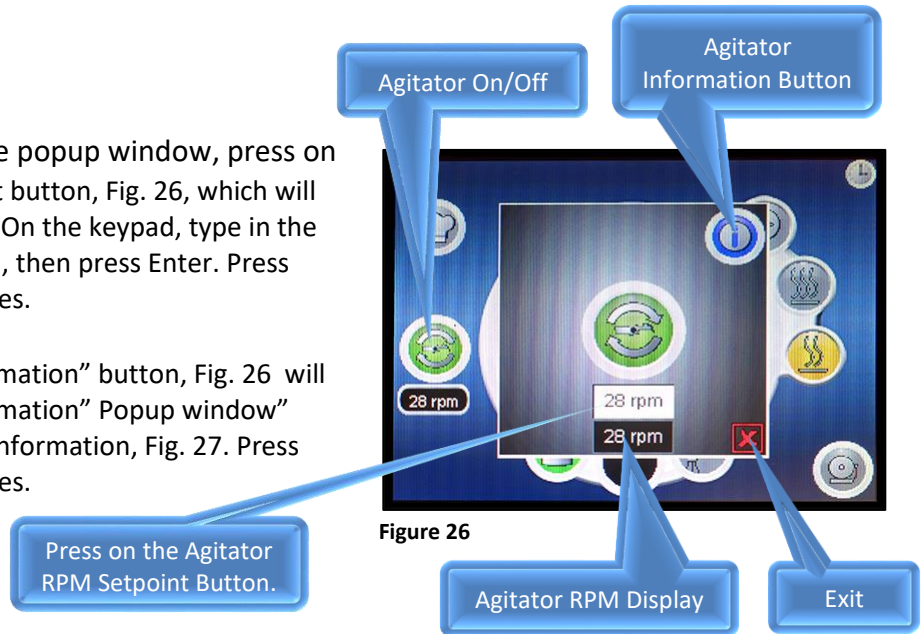 Agitator On/Off
Agitator
Information Button
e popup window, press on
t button, Fig. 26, which will
On the keypad, type in the
, then press Enter. Press
es.
mation” button, Fig. 26 will
rmation” Popup window”
nformation, Fig. 27. Press
es.
28 rpm
28 rpm
28 rpm
Figure 26
Press on the Agitator
RPM Setpoint Button.
Agitator RPM Display
Exit